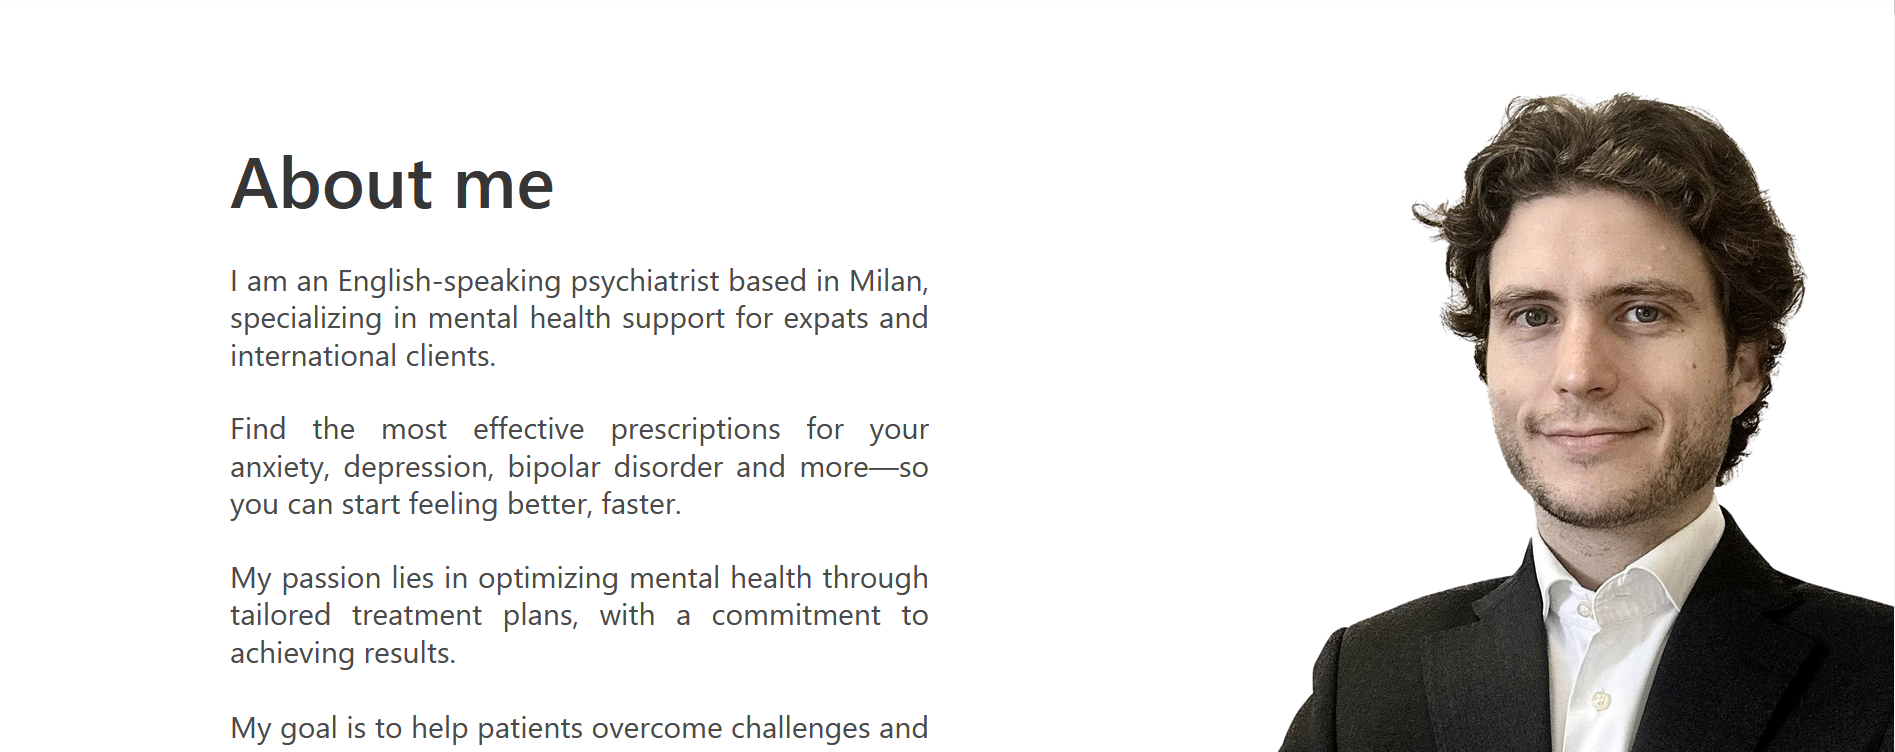 About me
I am an English-speaking psychiatrist based in Milan,
specializing in mental health support for expats and
international clients.
Find the most effective prescriptions for your
anxiety, depression, bipolar disorder and more—so
you can start feeling better, faster.
My passion lies in optimizing mental health through
tailored treatment plans, with a commitment to
achieving results.
My goal is to help patients overcome challenges and